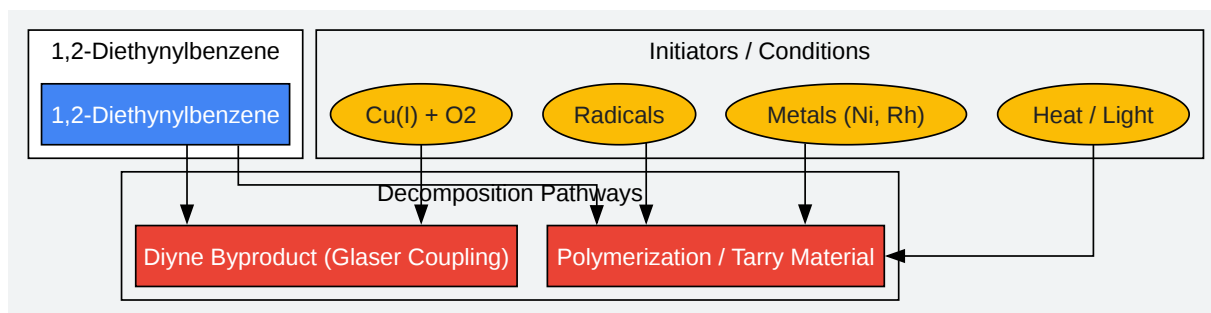 1,2-Diethynylbenzene
Initiators / Conditions
1,2-Diethynylbenzene
Cu(I) + O2
Radicals
Metals (Ni, Rh)
Heat / Light
Decomposition Pathways
Diyne Byproduct (Glaser Coupling)
Polymerization / Tarry Material